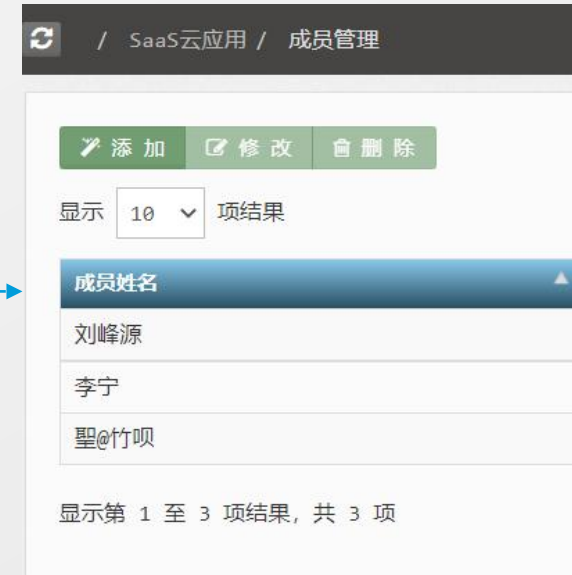 / SaaS云应用 / 成员管理
添加 修改 删除
显示 10 项结果
成员姓名
刘峰源
李宁
聖@竹呗
显示第 1 至 3 项结果, 共 3 项